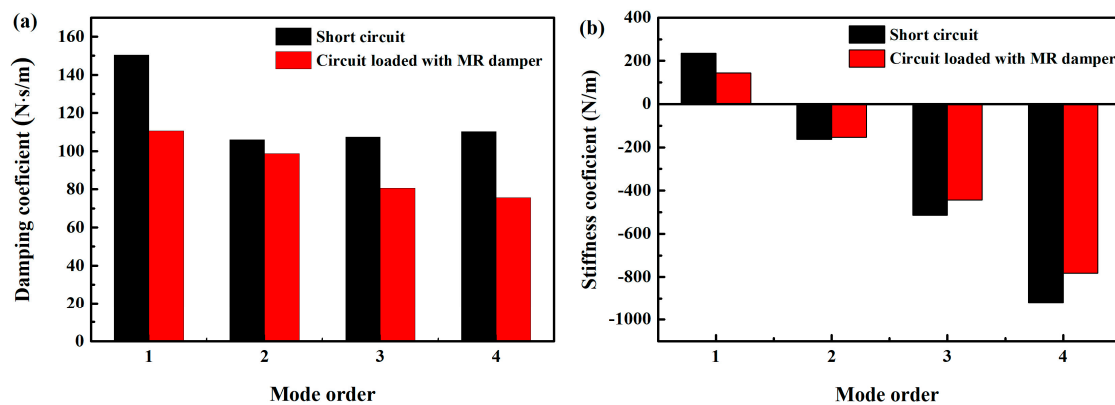 (a)
Short circuit
Circuit loaded with MR damper
Damping coefficient (N·s/m)
160
140
120
100
80
60
40
20
0
1 2 3 4
Mode order
(b)
Short circuit
Circuit loaded with MR damper
Stiffness coeficient (N/m)
400
200
0
-200
-400
-600
-800
-1000
1 2 3 4
Mode order